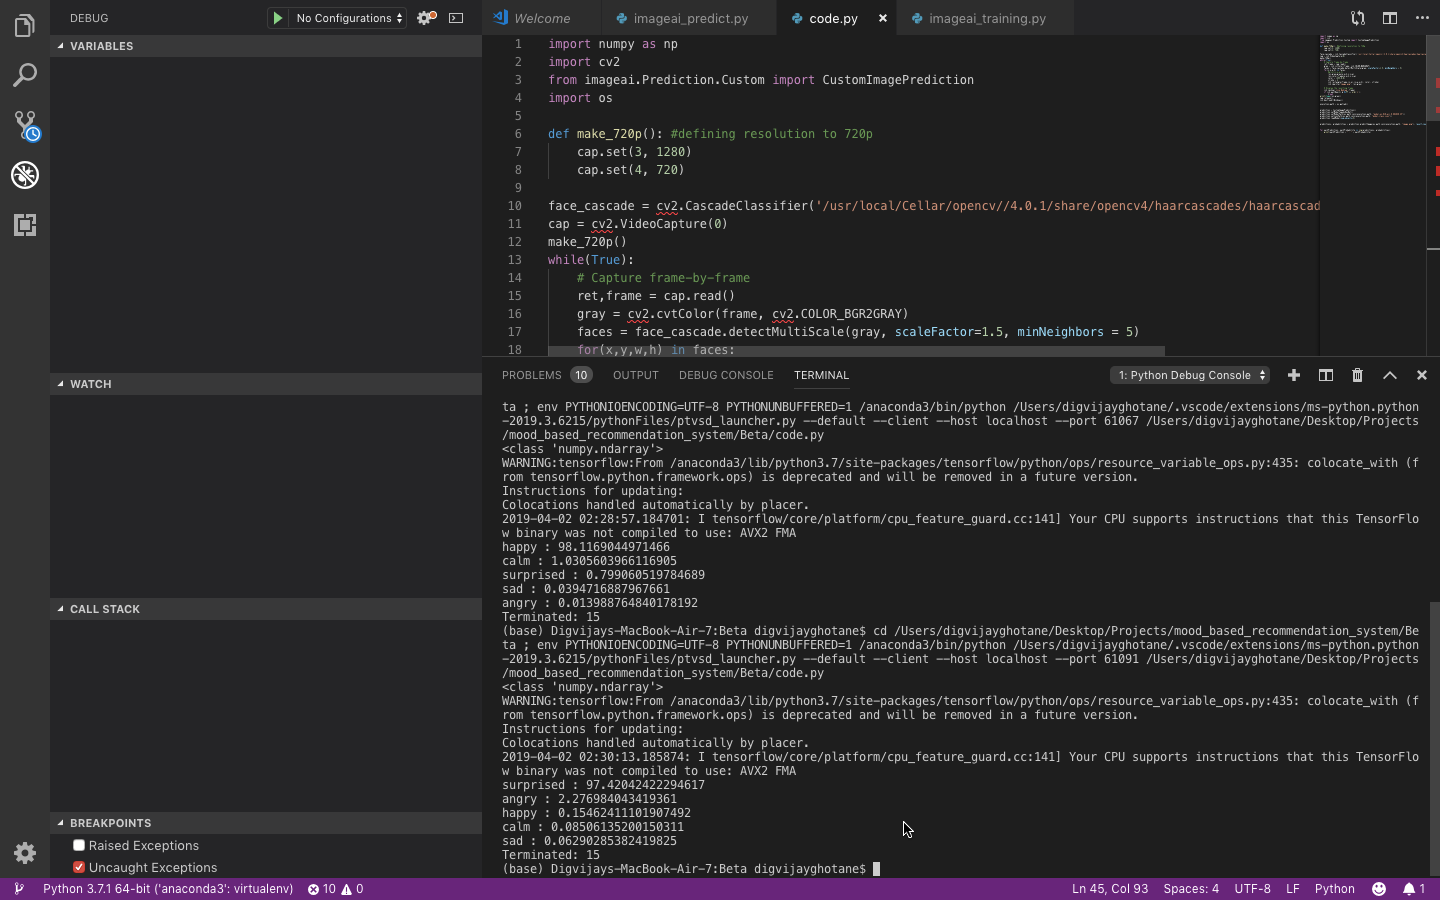 DEBUG
No Configurations
VARIABLES
WATCH
CALL STACK
BREAKPOINTS
Raised Exceptions
Uncaught Exceptions
Welcome
imageai_predict.py
code.py
imageai_training.py
1 import numpy as np
2 import cv2
3 from imageai.Prediction.Custom import CustomImagePrediction
4 import os
5
6 def make_720p(): #defining resolution to 720p
7 cap.set(3, 1280)
8 cap.set(4, 720)
9
10 face_cascade = cv2.CascadeClassifier('/usr/local/Cellar/opencv//4.0.1/share/opencv4/haarcascades/haarcascad
11 cap = cv2.VideoCapture(0)
12 make_720p()
13 while(True):
14 # Capture frame-by-frame
15 ret,frame = cap.read()
16 gray = cv2.cvtColor(frame, cv2.COLOR_BGR2GRAY)
17 faces = face_cascade.detectMultiScale(gray, scaleFactor=1.5, minNeighbors = 5)
18 for(x,y,w,h) in faces:
PROBLEMS 10 OUTPUT DEBUG CONSOLE TERMINAL 1: Python Debug Console
ta ; env PYTHONIOENCODING=UTF-8 PYTHONUNBUFFERED=1 /anaconda3/bin/python /Users/digvijayghotane/.vscode/extensions/ms-python.python
-2019.3.6215/pythonFiles/ptvsd_launcher.py --default --client --host localhost --port 61067 /Users/digvijayghotane/Desktop/Projects
/mood_based_recommendation_system/Beta/code.py
<class 'numpy.ndarray'>
WARNING:tensorflow:From /anaconda3/lib/python3.7/site-packages/tensorflow/python/ops/resource_variable_ops.py:435: colocate_with (f
rom tensorflow.python.framework.ops) is deprecated and will be removed in a future version.
Instructions for updating:
Colocations handled automatically by placer.
2019-04-02 02:28:57.184701: I tensorflow/core/platform/cpu_feature_guard.cc:141] Your CPU supports instructions that this TensorFlo
w binary was not compiled to use: AVX2 FMA
happy : 98.1169044971466
calm : 1.0305603966116905
surprised : 0.799060519784689
sad : 0.0394716887967661
angry : 0.013988764840178192
Terminated: 15
(base) Digvijays-MacBook-Air-7:Beta digvijayghotane$ cd /Users/digvijayghotane/Desktop/Projects/mood_based_recommendation_system/Be
ta ; env PYTHONIOENCODING=UTF-8 PYTHONUNBUFFERED=1 /anaconda3/bin/python /Users/digvijayghotane/.vscode/extensions/ms-python.python
-2019.3.6215/pythonFiles/ptvsd_launcher.py --default --client --host localhost --port 61091 /Users/digvijayghotane/Desktop/Projects
/mood_based_recommendation_system/Beta/code.py
<class 'numpy.ndarray'>
WARNING:tensorflow:From /anaconda3/lib/python3.7/site-packages/tensorflow/python/ops/resource_variable_ops.py:435: colocate_with (f
rom tensorflow.python.framework.ops) is deprecated and will be removed in a future version.
Instructions for updating:
Colocations handled automatically by placer.
2019-04-02 02:30:13.185874: I tensorflow/core/platform/cpu_feature_guard.cc:141] Your CPU supports instructions that this TensorFlo
w binary was not compiled to use: AVX2 FMA
surprised : 97.42042422294617
angry : 2.276984043419361
happy : 0.15462411101907492
calm : 0.08506135200150311
sad : 0.06290285382419825
Terminated: 15
(base) Digvijays-MacBook-Air-7:Beta digvijayghotane$
Python 3.7.1 64-bit ('anaconda3': virtualenv) 10 0 Ln 45, Col 93 Spaces: 4 UTF-8 LF Python 1